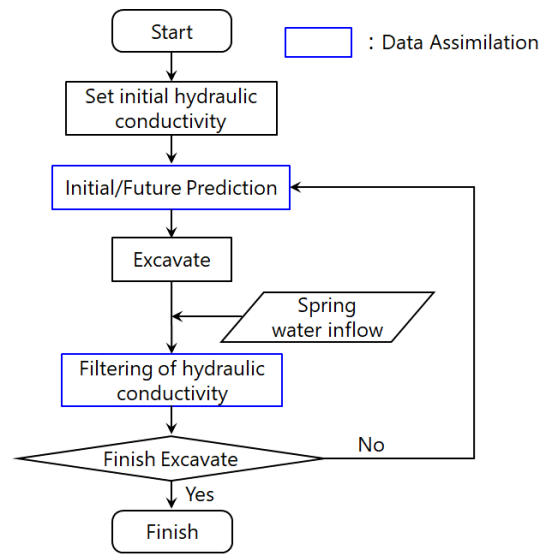 Start
: Data Assimilation
Set initial hydraulic
conductivity
Initial/Future Prediction
Excavate
Spring
water inflow
Filtering of hydraulic
conductivity
Finish Excavate
No
Yes
Finish